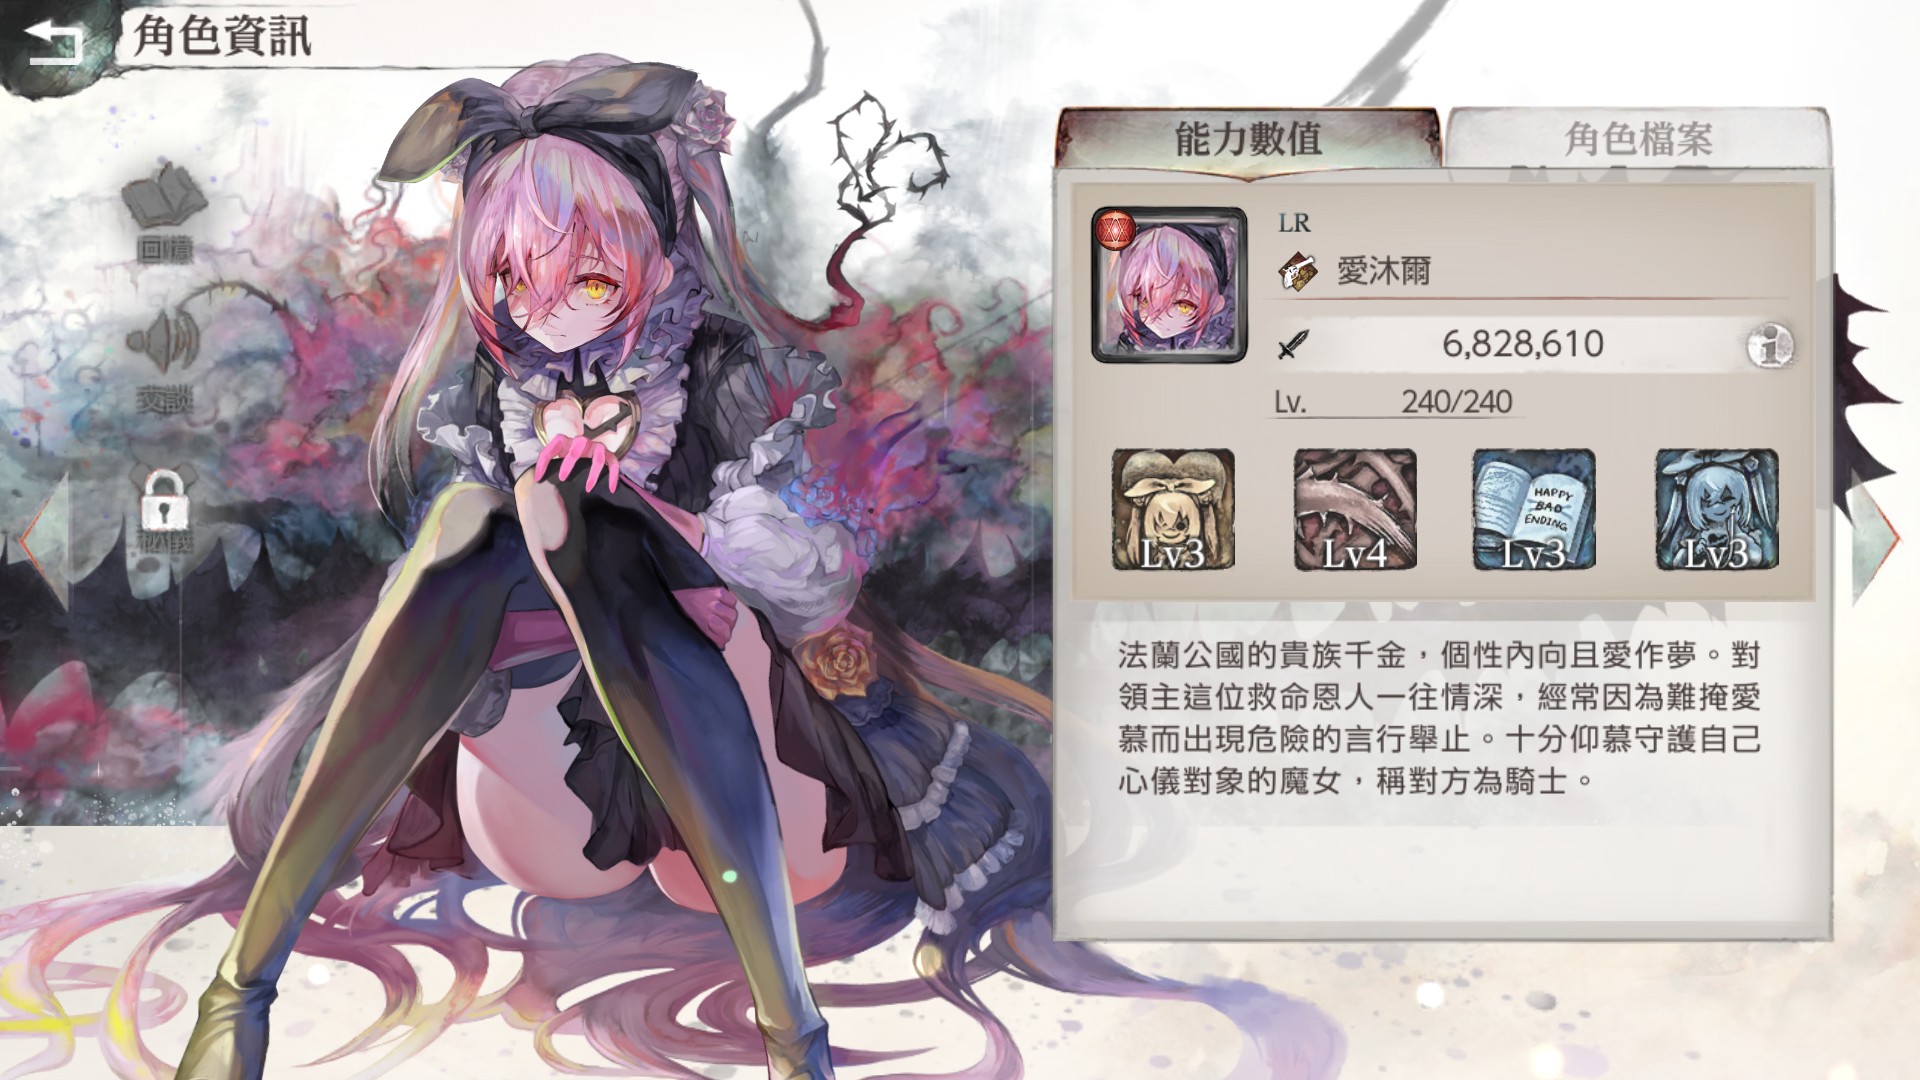 角色資訊
回憶
交談
能力數值
角色檔案
LR
愛沐爾
6,828,610
Lv. 240/240
HAPPY
BAD
ENDING
Lv3
Lv4
Lv3
Lv3
法蘭公國的貴族千金，個性內向且愛作夢。對
領主這位救命恩人一往情深，經常因為難掩愛
慕而出現危險的言行舉止。十分仰慕守護自己
心儀對象的魔女，稱對方為騎士。